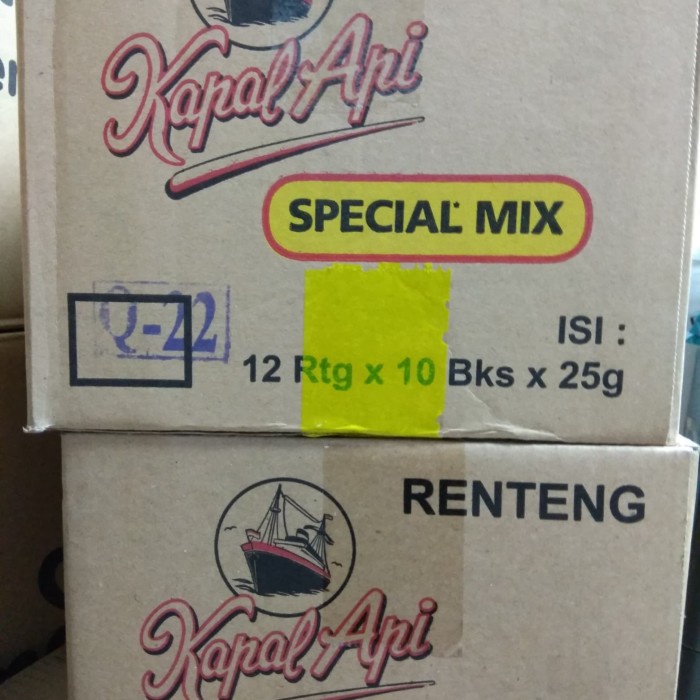 Kapal Api
SPECIAL MIX
Q-22
ISI :
12 Rtg x 10 Bks x 25g
RENTENG
Kapal Api